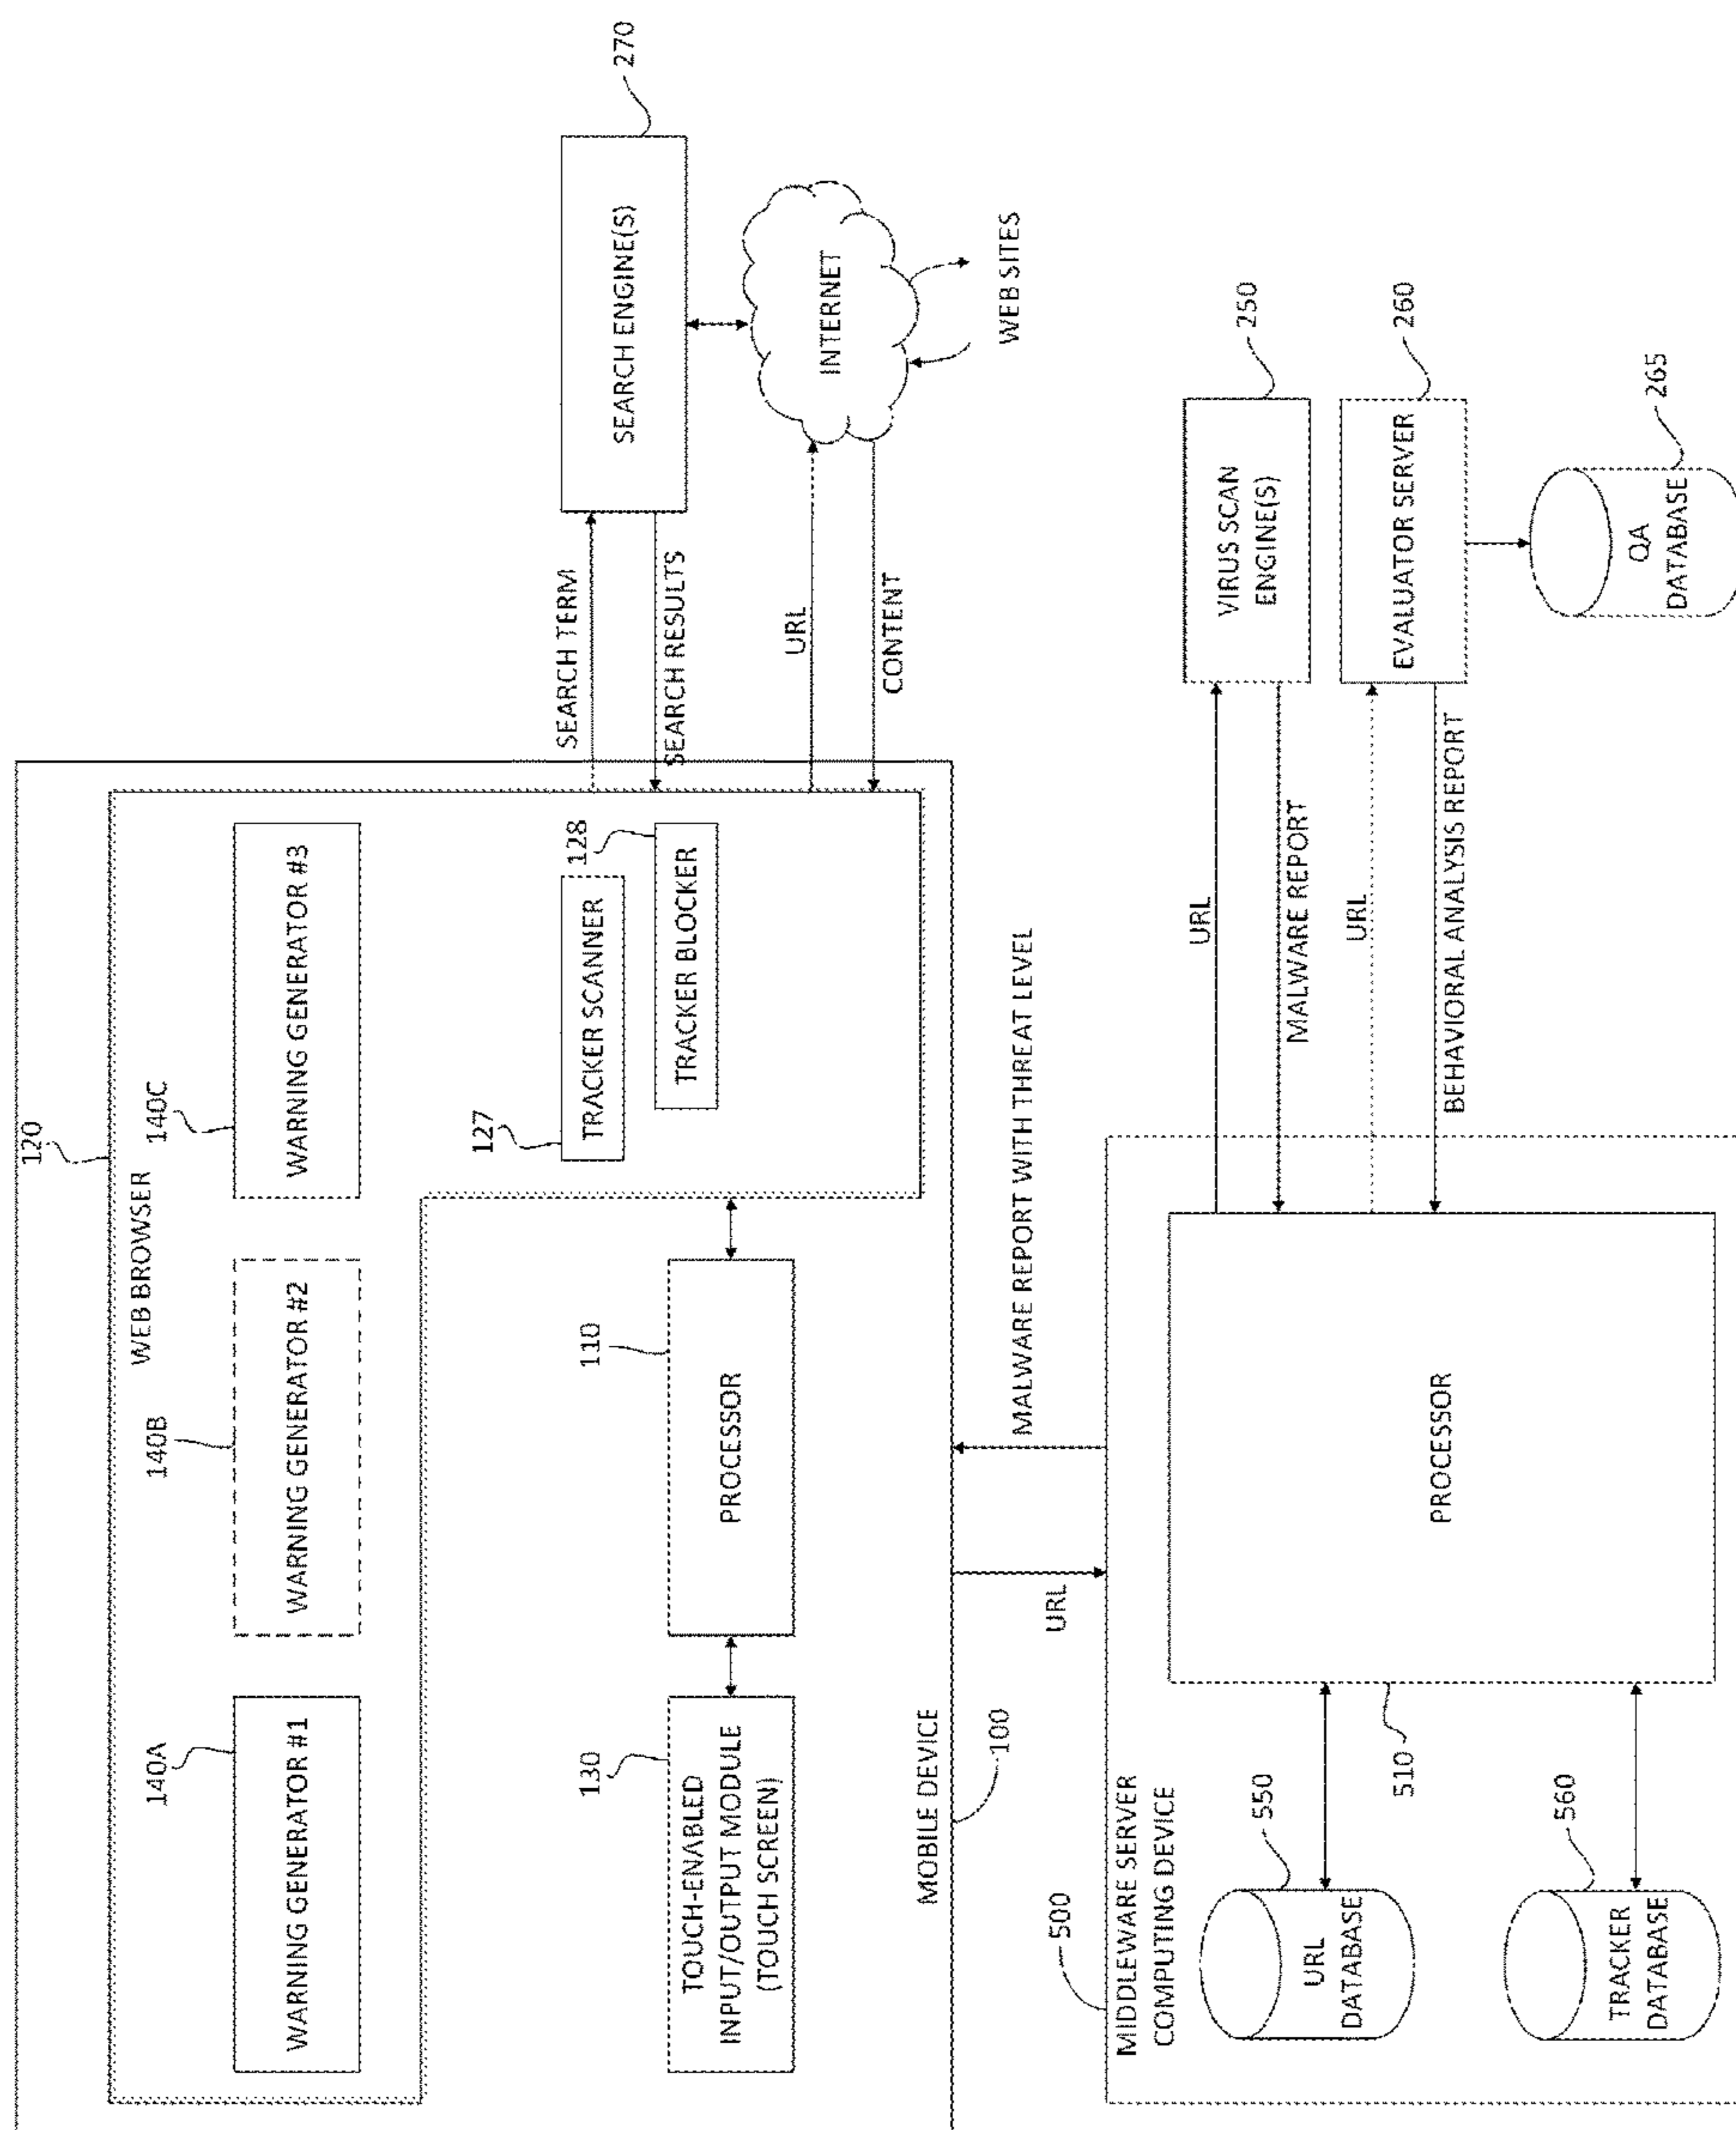 120
WEB BROWSER
140A
WARNING GENERATOR #1
140B
WARNING GENERATOR #2
140C
WARNING GENERATOR #3
127
TRACKER SCANNER
128
TRACKER BLOCKER
130
TOUCH-ENABLED
INPUT/OUTPUT MODULE
(TOUCH SCREEN)
110
PROCESSOR
MOBILE DEVICE
100
SEARCH TERM
SEARCH RESULTS
SEARCH ENGINE(S)
270
URL
CONTENT
INTERNET
WEB SITES
URL
MALWARE REPORT WITH THREAT LEVEL
500
MIDDLEWARE SERVER
COMPUTING DEVICE
550
URL
DATABASE
560
TRACKER
DATABASE
510
PROCESSOR
URL
MALWARE REPORT
URL
BEHAVIORAL ANALYSIS REPORT
250
VIRUS SCAN
ENGINE(S)
260
EVALUATOR SERVER
265
QA
DATABASE